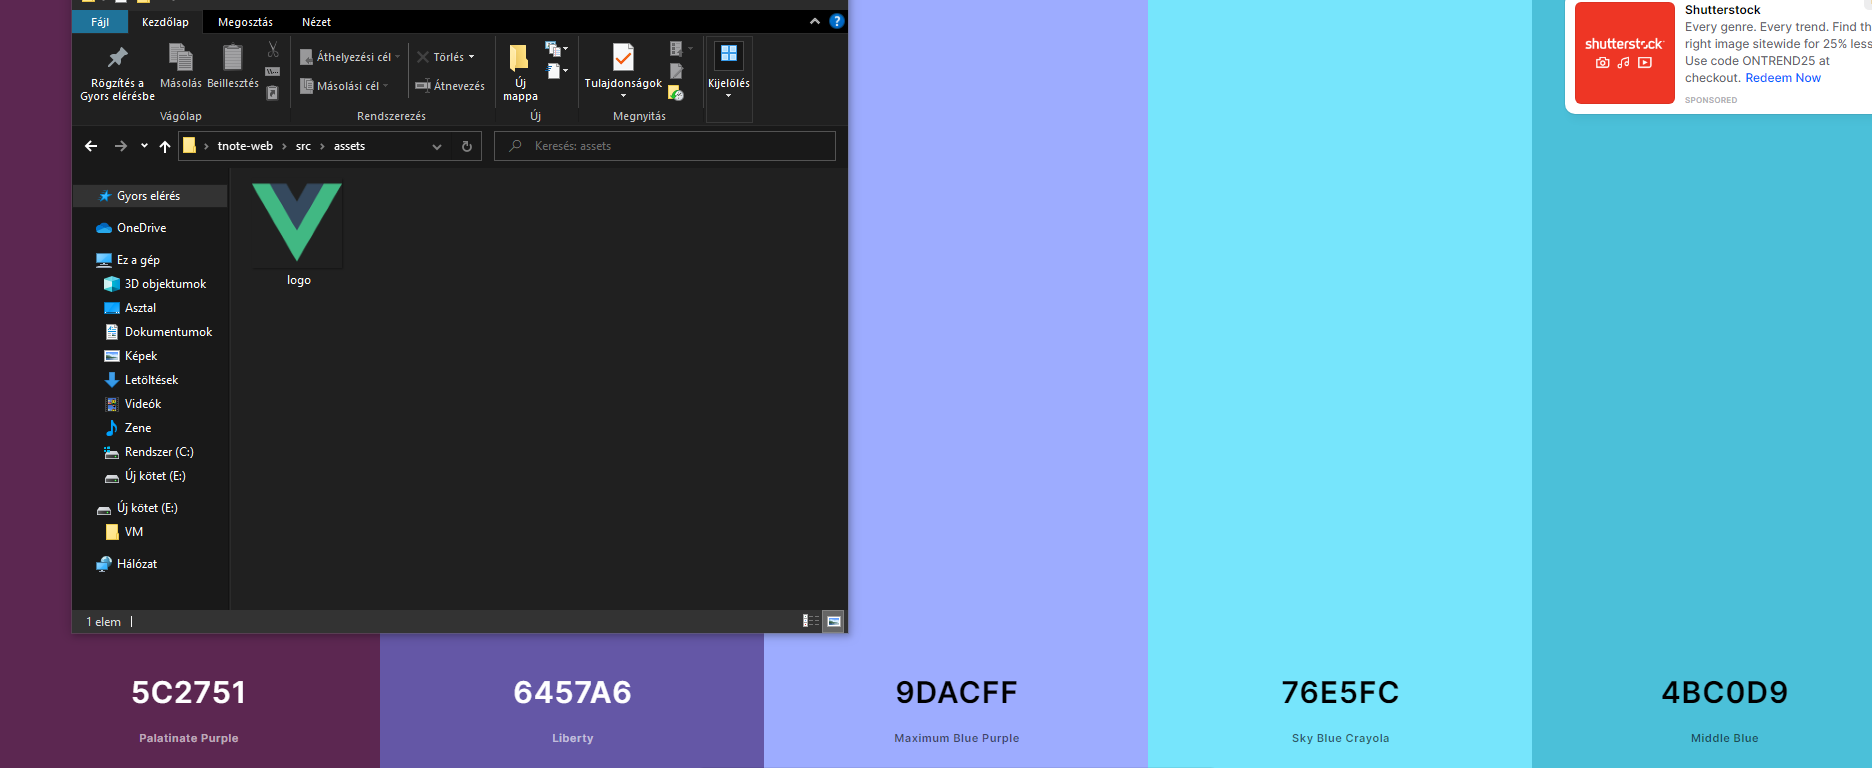 Fájl
Kezdőlap
Megosztás
Nézet
Rögzítés a
Gyors elérésbe
Másolás
Beillesztés
Vágólap
Áthelyezési cél
Másolási cél
Törlés
Átnevezés
Rendszerezés
Új
mappa
Új
Tulajdonságok
Megnyitás
Kijelölés
tnote-web
src
assets
Keresés: assets
Gyors elérés
OneDrive
Ez a gép
3D objektumok
Asztal
Dokumentumok
Képek
Letöltések
Videók
Zene
Rendszer (C:)
Új kötet (E:)
Új kötet (E:)
VM
Hálózat
logo
1 elem
shutterstock
Shutterstock
Every genre. Every trend. Find th
right image sitewide for 25% less
Use code ONTREND25 at
checkout. Redeem Now
SPONSORED
5C2751
Palatinate Purple
6457A6
Liberty
9DACFF
Maximum Blue Purple
76E5FC
Sky Blue Crayola
4BC0D9
Middle Blue